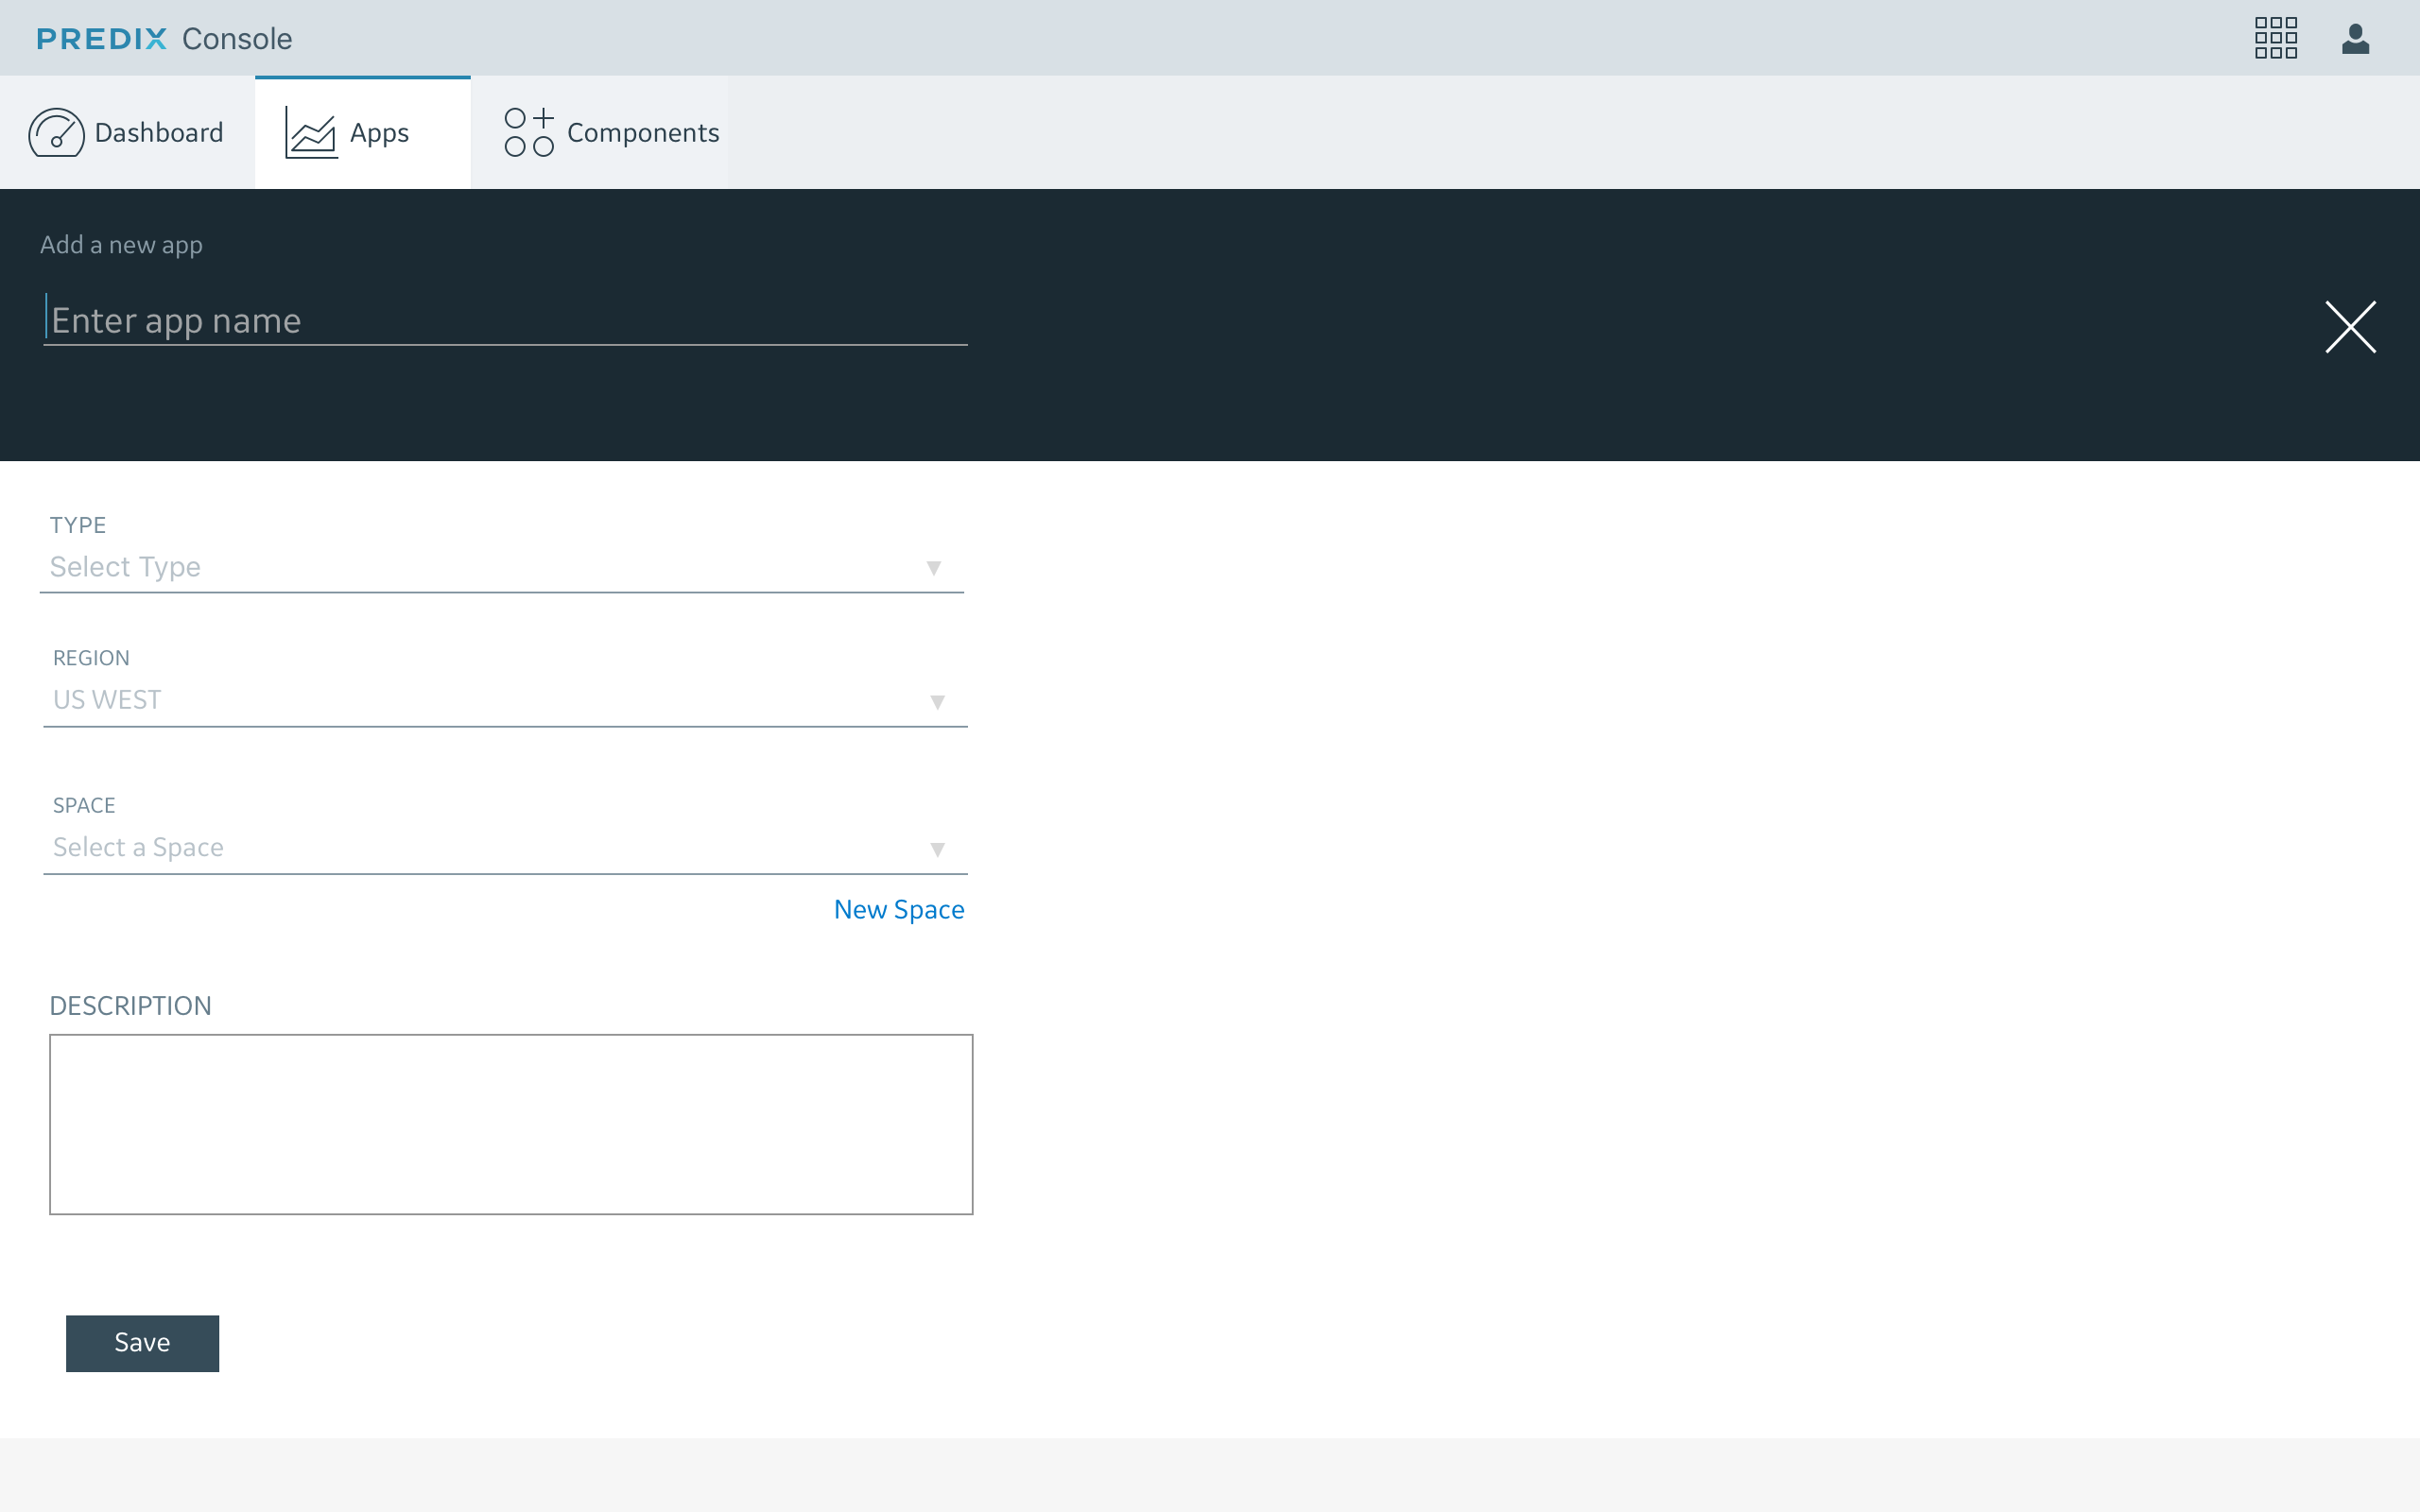 PREDIX Console
Dashboard
Apps
Components
Add a new app
Enter app name
TYPE
Select Type
REGION
US WEST
SPACE
Select a Space
New Space
DESCRIPTION
Save